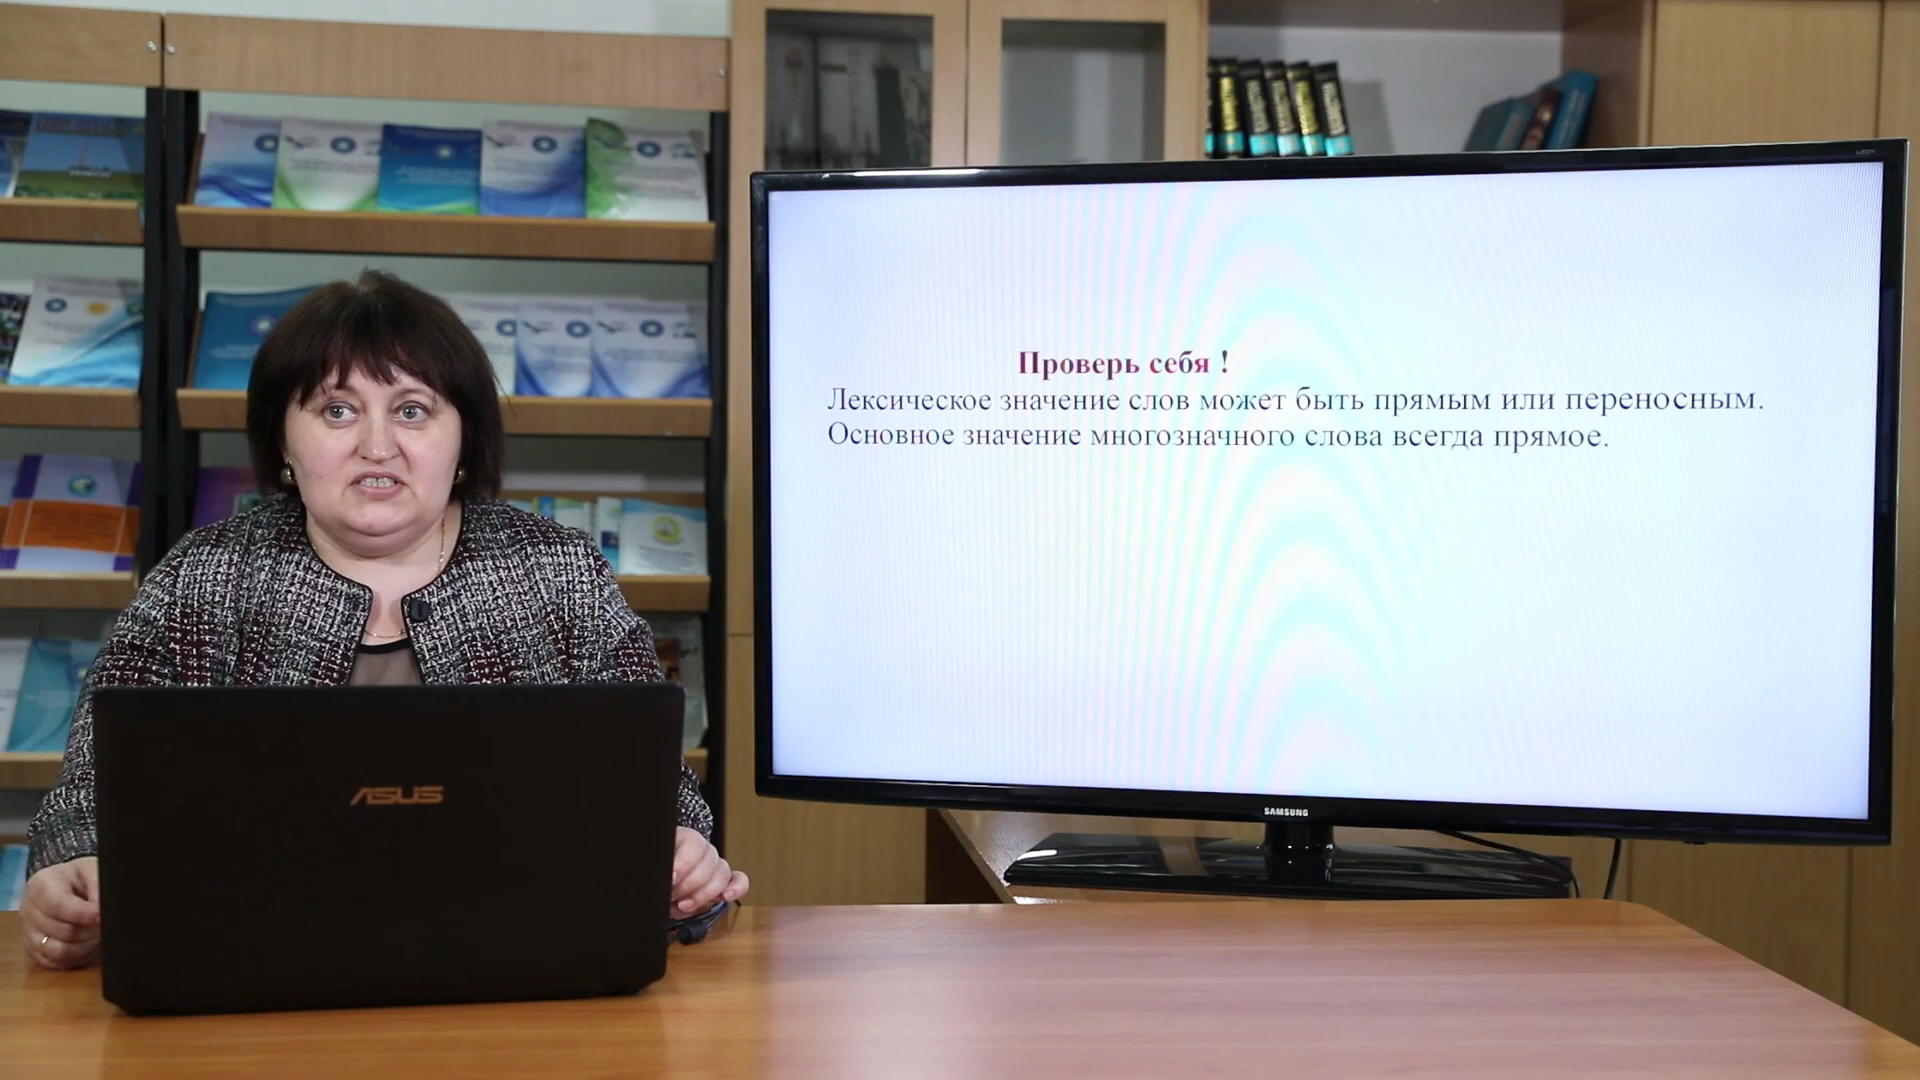 Проверь себя !
Лексическое значение слов может быть прямым или переносным.
Основное значение многозначного слова всегда прямое.
SAMSUNG
ASUS